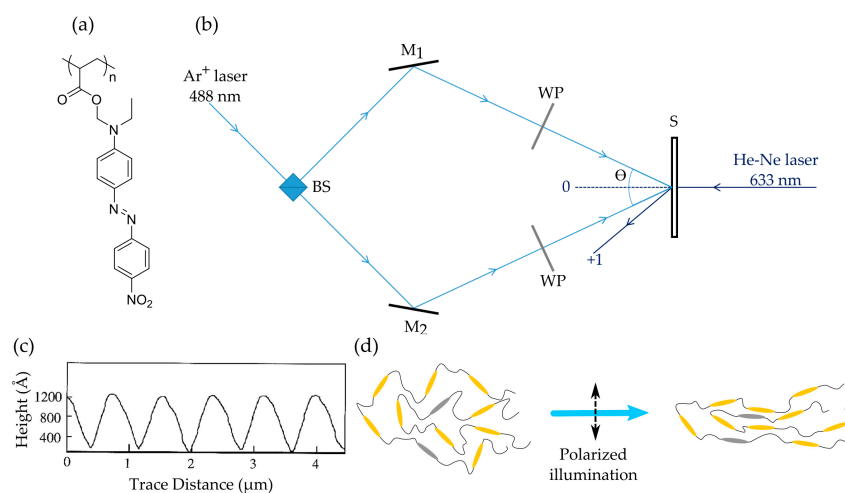 (a)
n
O
O
N
N
N
NO2
(b)
Ar+ laser
488 nm
BS
M1
M2
WP
WP
S
Θ
0
+1
He-Ne laser
633 nm
(c)
Height (Å)
1200
800
400
0 1 2 3 4
Trace Distance (μm)
(d)
Polarized
illumination